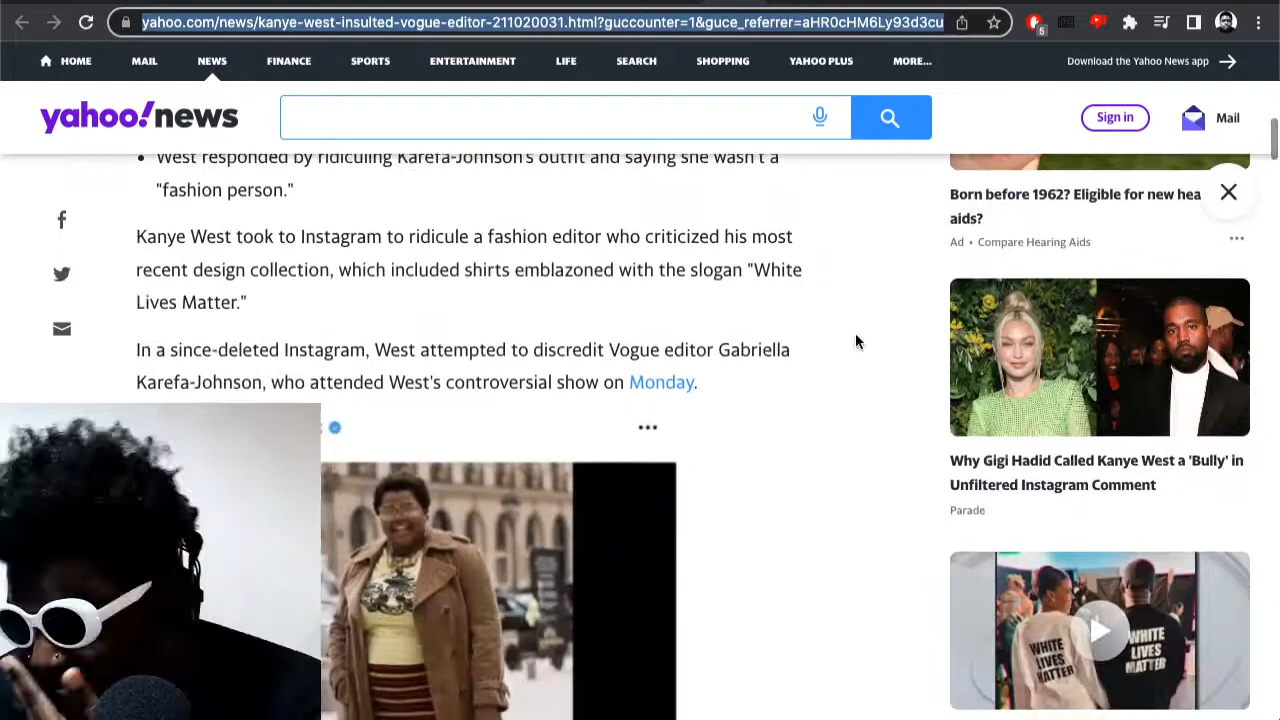 yahoo.com/news/kanye-west-insulted-vogue-editor-211020031.html?guccounter=1&guce_referrer=aHR0cHM6Ly93d3cu
5
HOME MAIL NEWS FINANCE SPORTS ENTERTAINMENT LIFE SEARCH SHOPPING YAHOO PLUS MORE... Download the Yahoo News app
yahoo!news
Sign in
Mail
West responded by ridiculing Karefa-Johnson's outfit and saying she wasn't a
"fashion person."
Kanye West took to Instagram to ridicule a fashion editor who criticized his most
recent design collection, which included shirts emblazoned with the slogan "White
Lives Matter."
In a since-deleted Instagram, West attempted to discredit Vogue editor Gabriella
Karefa-Johnson, who attended West's controversial show on Monday.
Born before 1962? Eligible for new hea
aids?
Ad • Compare Hearing Aids
Why Gigi Hadid Called Kanye West a 'Bully' in
Unfiltered Instagram Comment
Parade
WHITE
LIVES
MATTER
WHITE
LIVES
MATTER